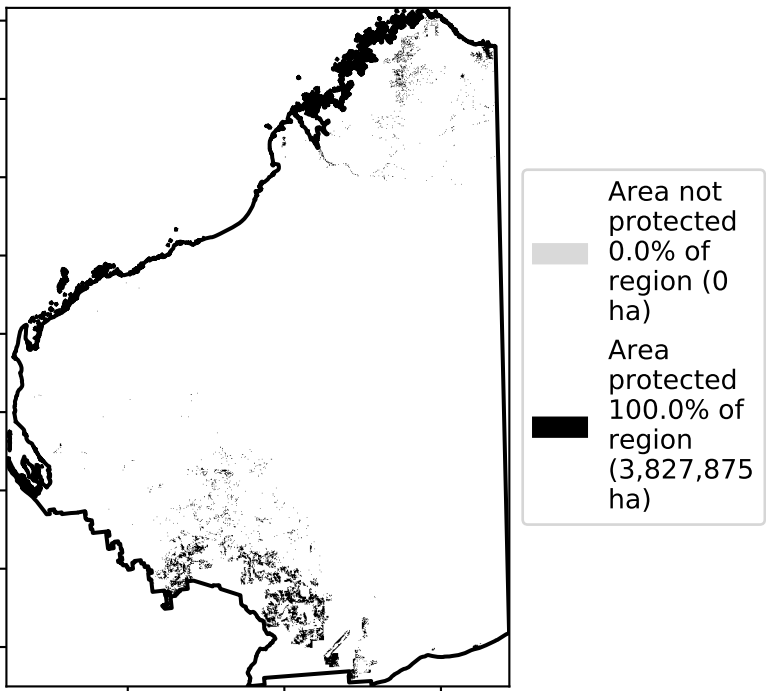 Area not
protected
0.0% of
region (0
ha)
Area
protected
100.0% of
region
(3,827,875
ha)